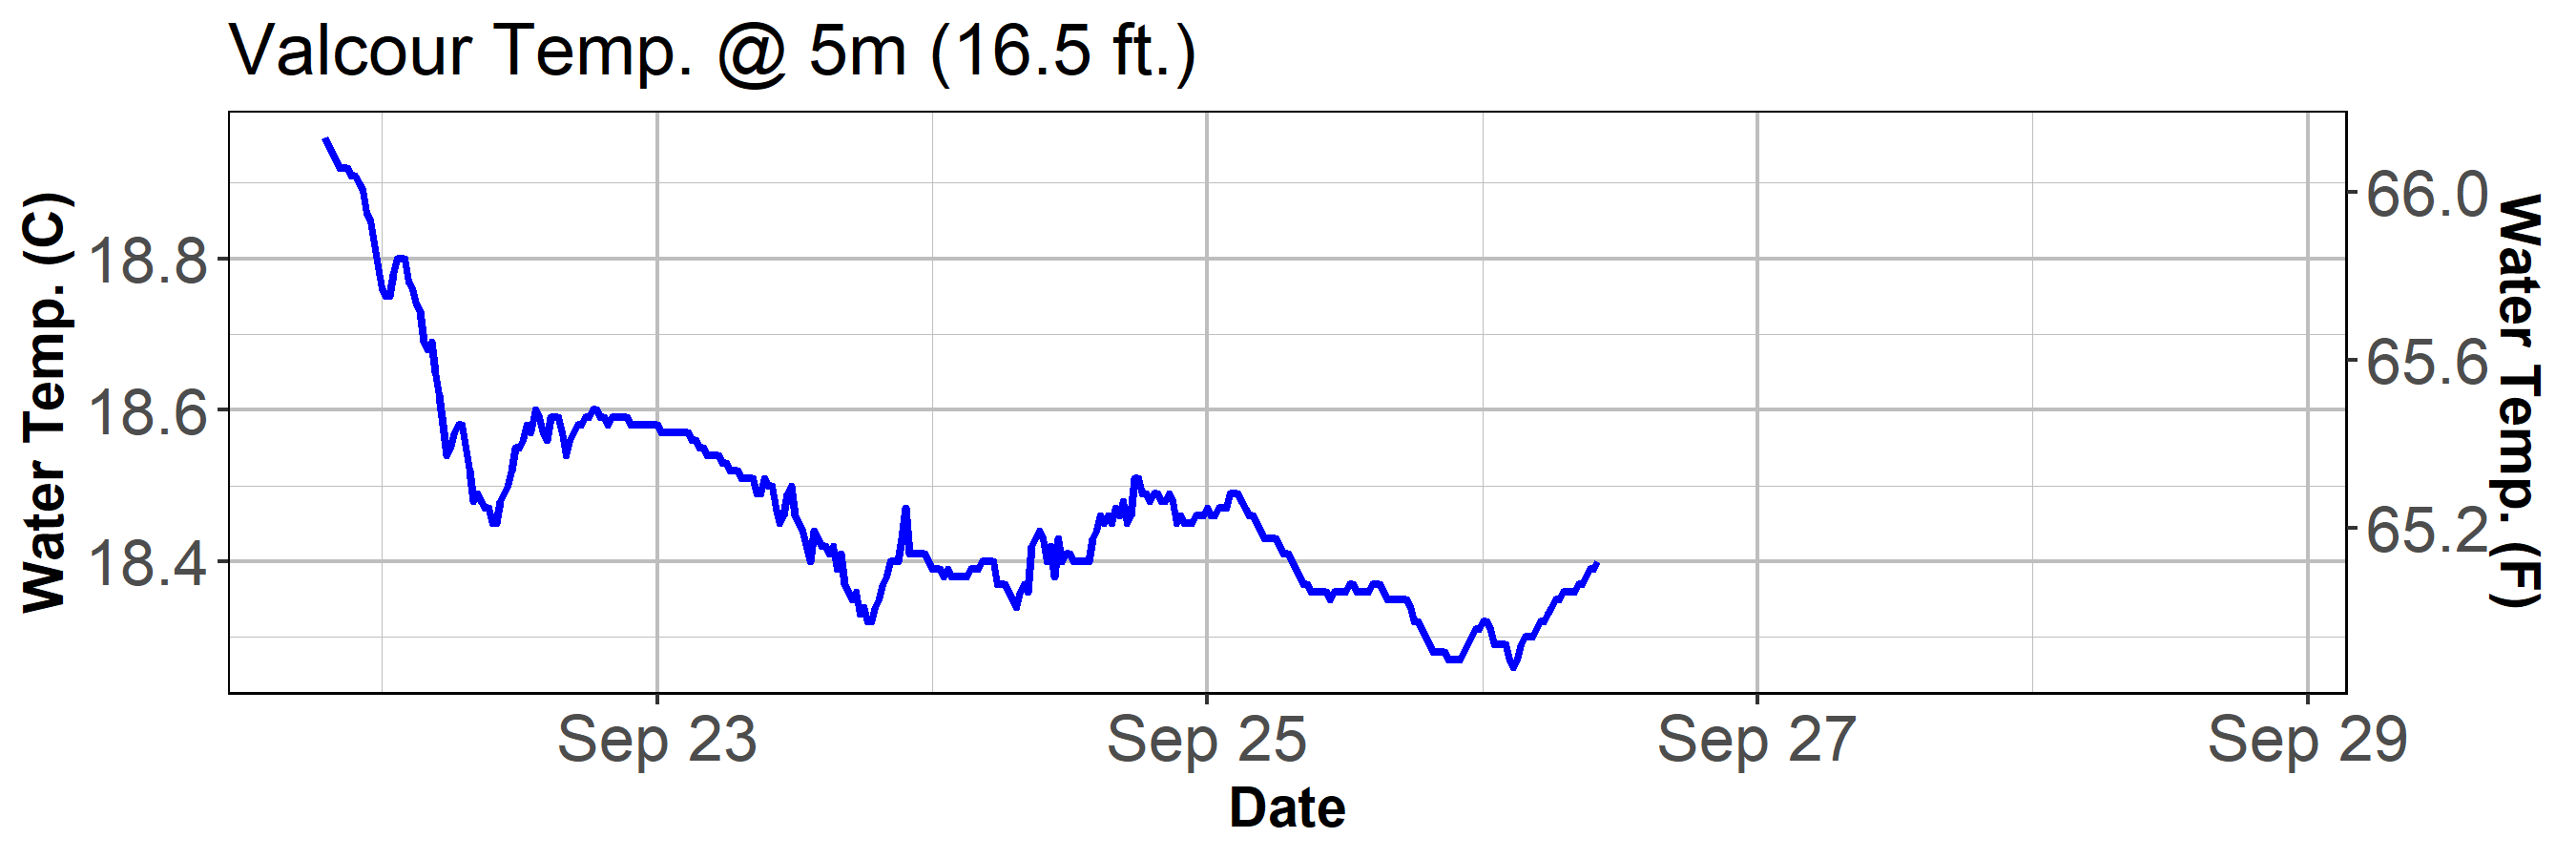 Valcour Temp. @ 5m (16.5 ft.)
Water Temp. (C)
18.8
18.6
18.4
66.0
65.6
65.2
Water Temp. (F)
Sep 23 Sep 25 Sep 27 Sep 29
Date